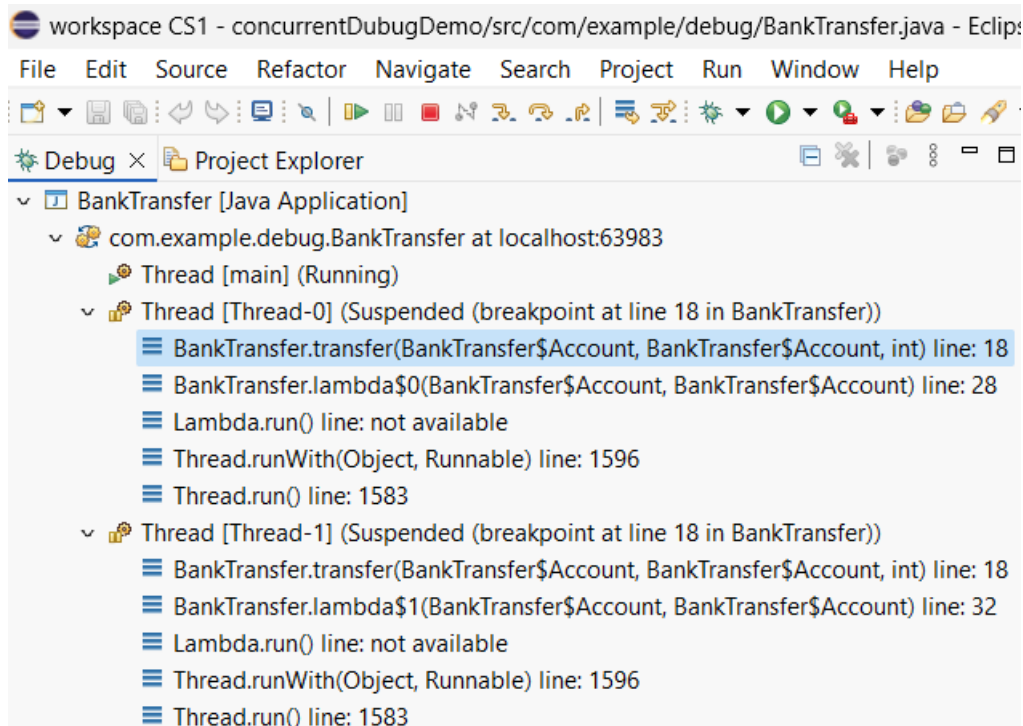 workspace CS1 - concurrentDubugDemo/src/com/example/debug/BankTransfer.java - Eclips
File Edit Source Refactor Navigate Search Project Run Window Help
Debug Project Explorer
BankTransfer [Java Application]
com.example.debug.BankTransfer at localhost:63983
Thread [main] (Running)
Thread [Thread-0] (Suspended (breakpoint at line 18 in BankTransfer))
BankTransfer.transfer(BankTransfer$Account, BankTransfer$Account, int) line: 18
BankTransfer.lambda$0(BankTransfer$Account, BankTransfer$Account) line: 28
Lambda.run() line: not available
Thread.runWith(Object, Runnable) line: 1596
Thread.run() line: 1583
Thread [Thread-1] (Suspended (breakpoint at line 18 in BankTransfer))
BankTransfer.transfer(BankTransfer$Account, BankTransfer$Account, int) line: 18
BankTransfer.lambda$1(BankTransfer$Account, BankTransfer$Account) line: 32
Lambda.run() line: not available
Thread.runWith(Object, Runnable) line: 1596
Thread.run() line: 1583